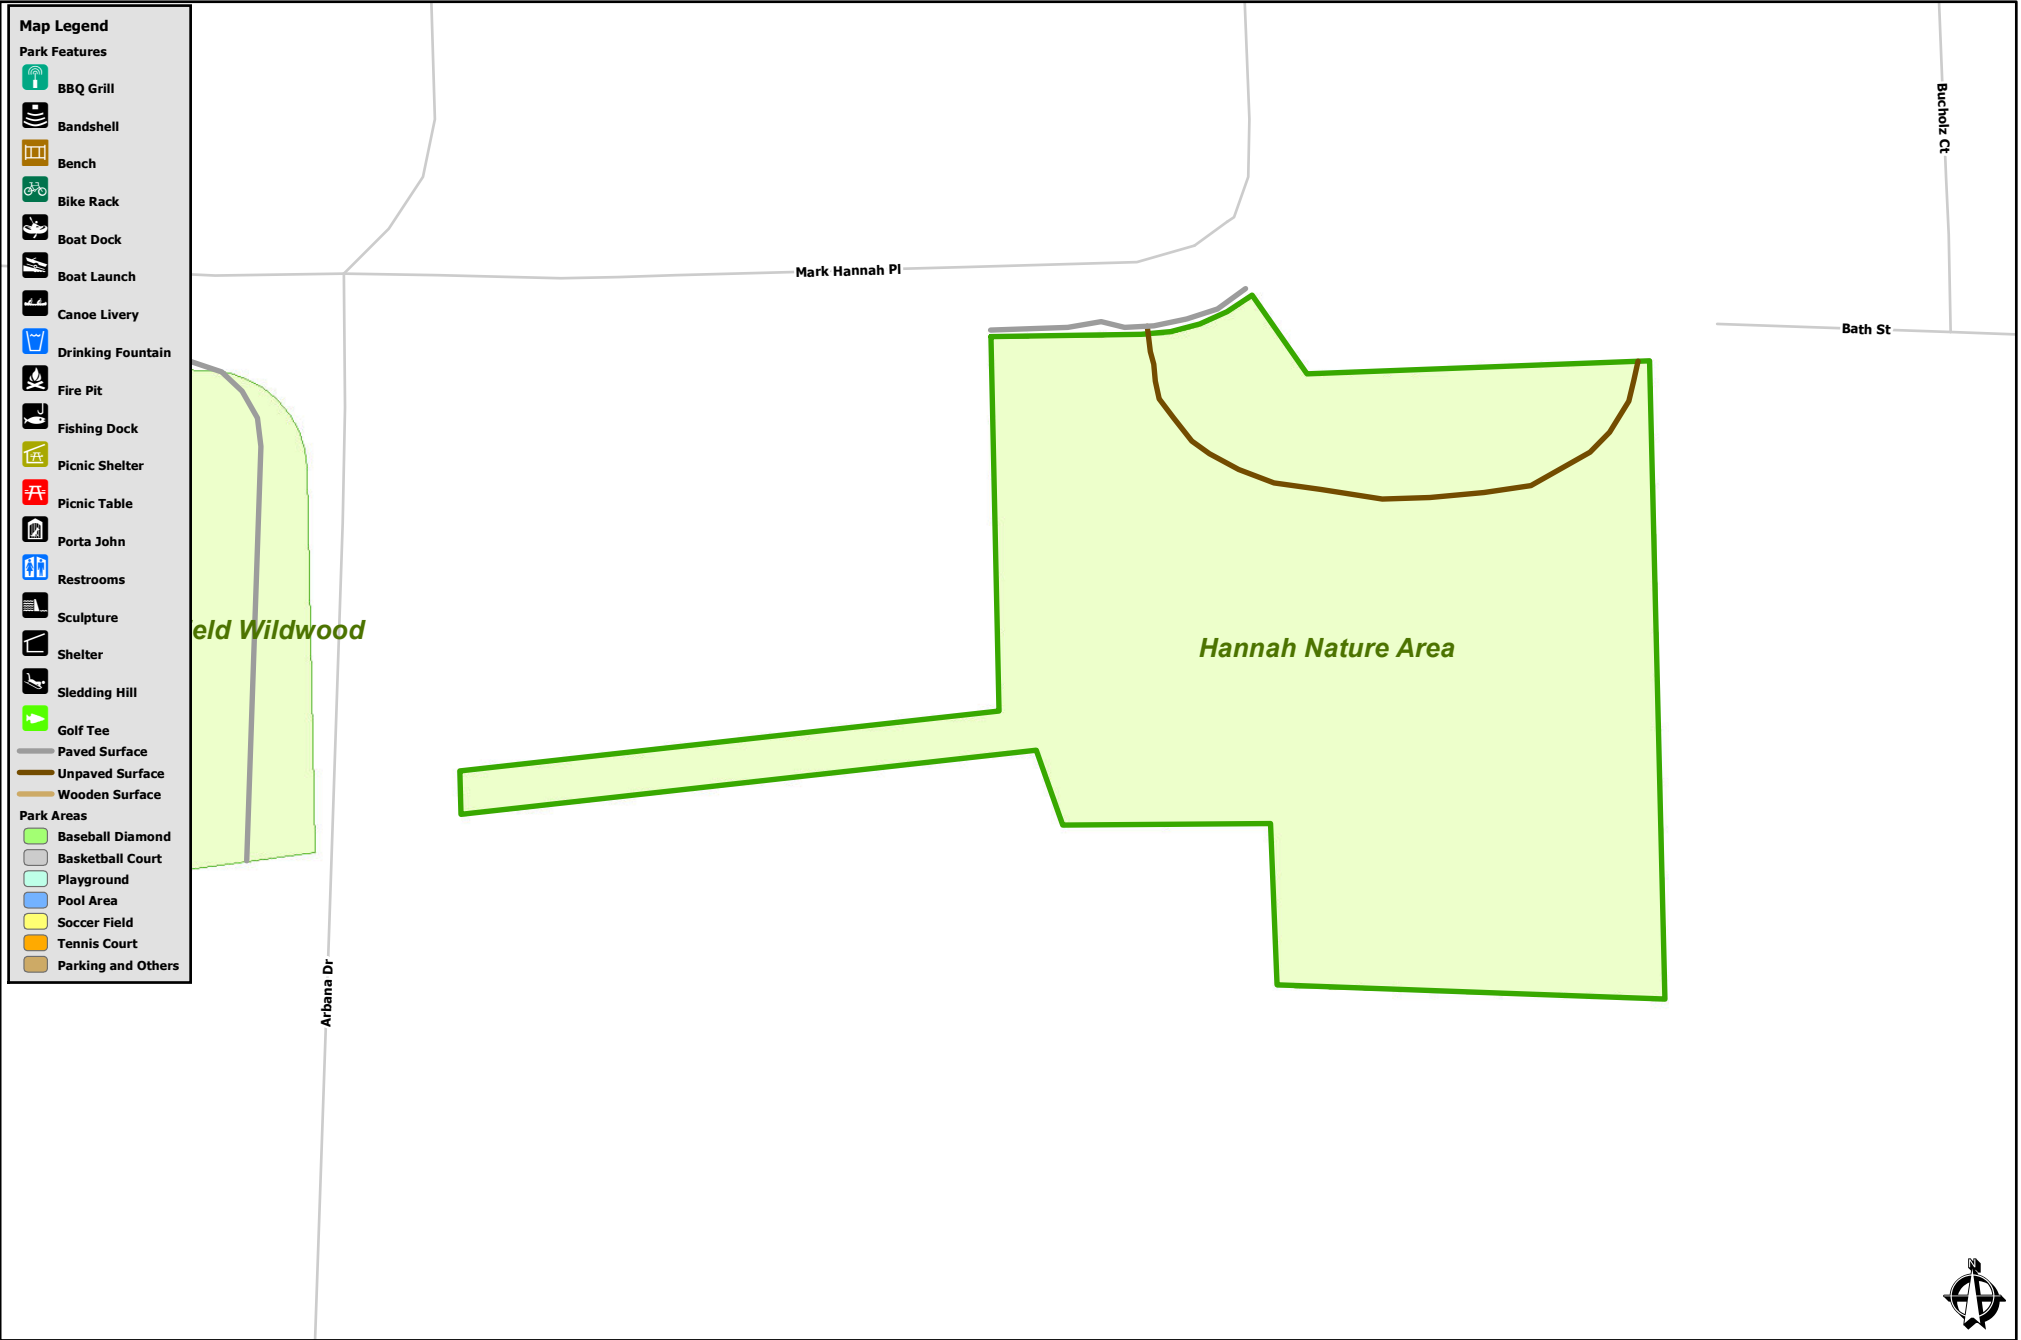 Map Legend
Park Features
BBQ Grill
Bandshell
Bench
Bike Rack
Boat Dock
Boat Launch
Canoe Livery
Drinking Fountain
Fire Pit
Fishing Dock
Picnic Shelter
Picnic Table
Porta John
Restrooms
Sculpture
Shelter
Sledding Hill
Golf Tee
Paved Surface
Unpaved Surface
Wooden Surface
Park Areas
Baseball Diamond
Basketball Court
Playground
Pool Area
Soccer Field
Tennis Court
Parking and Others
Mark Hannah Pl
Bucholz Ct
Bath St
eld Wildwood
Hannah Nature Area
Arbana Dr
N